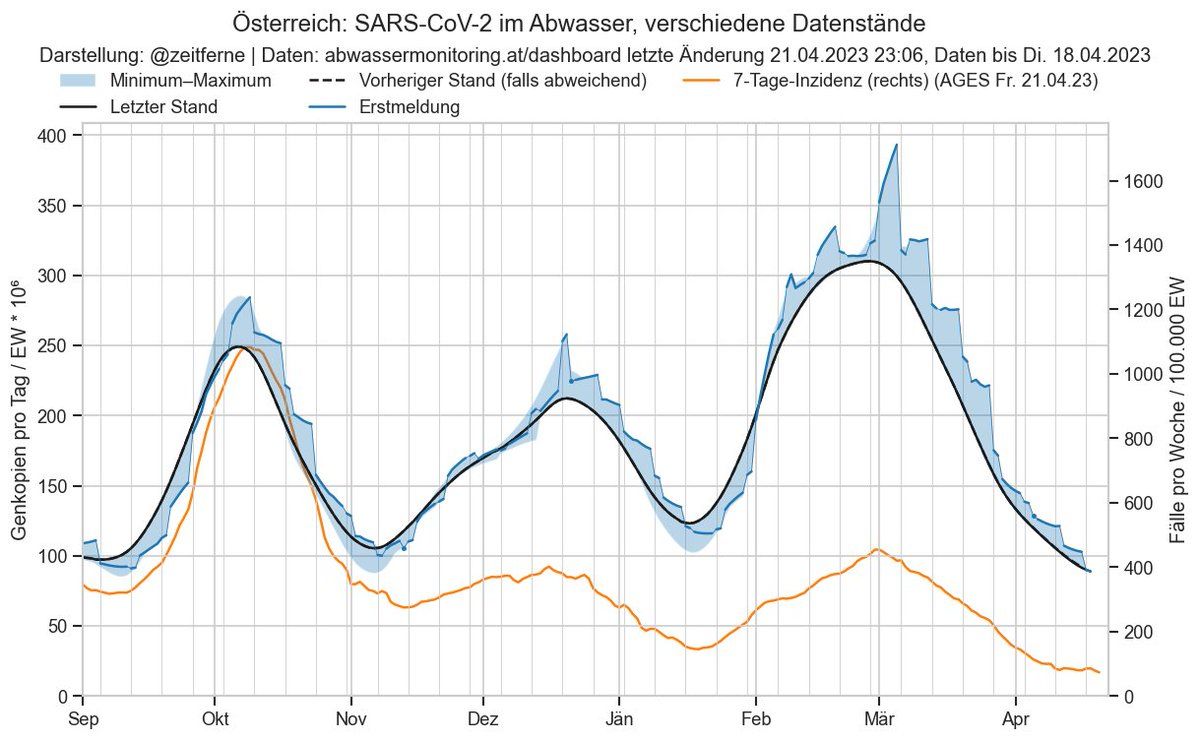 Österreich: SARS-CoV-2 im Abwasser, verschiedene Datenstände
Darstellung: @zeitferne | Daten: abwassermonitoring.at/dashboard letzte Änderung 21.04.2023 23:06, Daten bis Di. 18.04.2023
Minimum–Maximum
Vorheriger Stand (falls abweichend)
7-Tage-Inzidenz (rechts) (AGES Fr. 21.04.23)
Letzter Stand
Erstmeldung
Genkopien pro Tag / EW * 10⁶
400
350
300
250
200
150
100
50
0
1600
1400
1200
1000
800
600
400
200
0
Fälle pro Woche / 100.000 EW
Sep
Okt
Nov
Dez
Jän
Feb
Mär
Apr